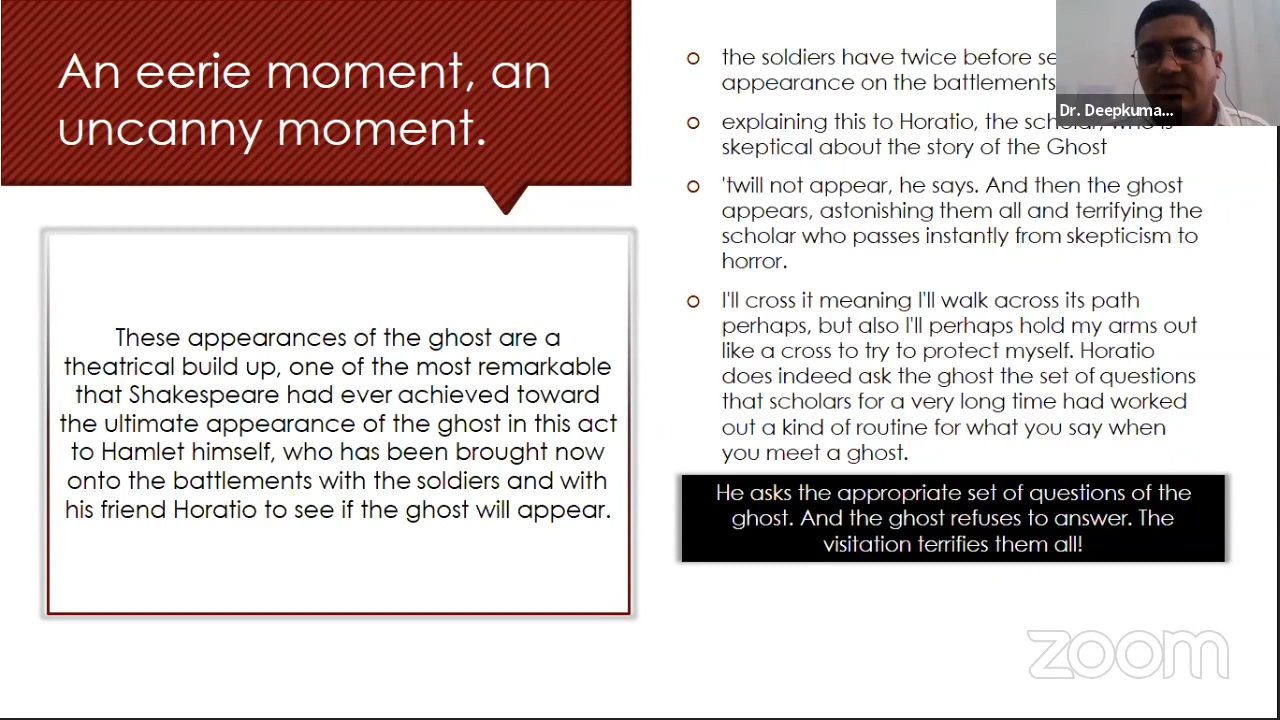 An eerie moment, an
uncanny moment.
These appearances of the ghost are a
theatrical build up, one of the most remarkable
that Shakespeare had ever achieved toward
the ultimate appearance of the ghost in this act
to Hamlet himself, who has been brought now
onto the battlements with the soldiers and with
his friend Horatio to see if the ghost will appear.
the soldiers have twice before
appearance on the battlements
explaining this to Horatio, the scholar, who is
skeptical about the story of the Ghost
'twill not appear, he says. And then the ghost
appears, astonishing them all and terrifying the
scholar who passes instantly from skepticism to
horror.
I'll cross it meaning I'll walk across its path
perhaps, but also I'll perhaps hold my arms out
like a cross to try to protect myself. Horatio
does indeed ask the ghost the set of questions
that scholars for a very long time had worked
out a kind of routine for what you say when
you meet a ghost.
He asks the appropriate set of questions of the
ghost. And the ghost refuses to answer. The
visitation terrifies them all!
Dr. Deepkuma...
zoom